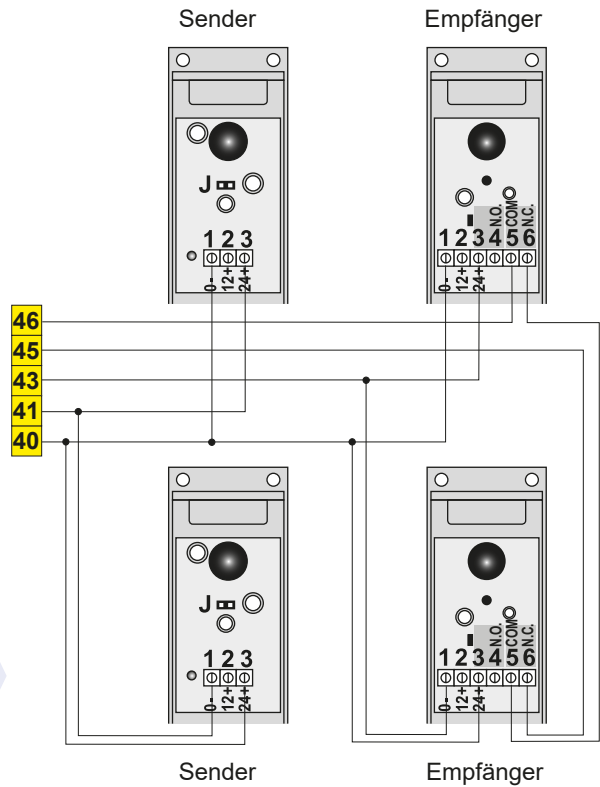 Sender
Empfänger
J
1 2 3
0-
12+
24+
N.O.
COM
N.C.
1 2 3 4 5 6
0-
12+
24+
46
45
43
41
40
J
1 2 3
0-
12+
24+
N.O.
COM
N.C.
1 2 3 4 5 6
0-
12+
24+
Sender
Empfänger